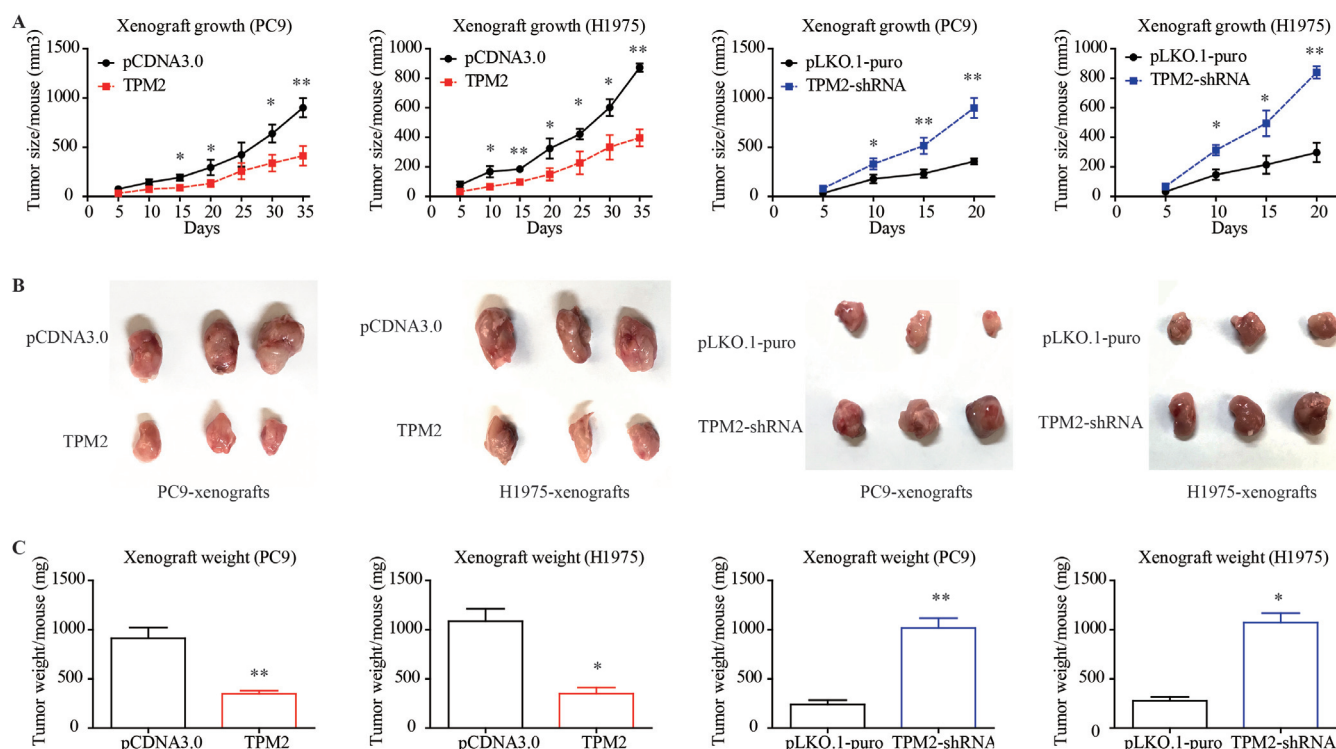 A
Xenograft growth (PC9)
Tumor size/mouse (mm3)
1500
1000
500
0
pCDNA3.0
TPM2
*
*
*
**
0 5 10 15 20 25 30 35
Days
Xenograft growth (H1975)
Tumor size/mouse (mm3)
1000
800
600
400
200
0
pCDNA3.0
TPM2
*
**
*
*
*
**
0 5 10 15 20 25 30 35
Days
Xenograft growth (PC9)
Tumor size/mouse (mm3)
1500
1000
500
0
pLKO.1-puro
TPM2-shRNA
*
**
**
0 5 10 15 20
Days
Xenograft growth (H1975)
Tumor size/mouse (mm3)
1000
800
600
400
200
0
pLKO.1-puro
TPM2-shRNA
*
*
**
0 5 10 15 20
Days
B
pCDNA3.0
TPM2
PC9-xenografts
pCDNA3.0
TPM2
H1975-xenografts
pLKO.1-puro
TPM2-shRNA
PC9-xenografts
pLKO.1-puro
TPM2-shRNA
H1975-xenografts
C
Xenograft weight (PC9)
Tumor weight/mouse (mg)
1500
1000
500
0
**
pCDNA3.0 TPM2
Xenograft weight (H1975)
Tumor weight/mouse (mg)
1500
1000
500
0
*
pCDNA3.0 TPM2
Xenograft weight (PC9)
Tumor weight/mouse (mg)
1500
1000
500
0
**
pLKO.1-puro TPM2-shRNA
Xenograft weight (H1975)
Tumor weight/mouse (mg)
1500
1000
500
0
*
pLKO.1-puro TPM2-shRNA